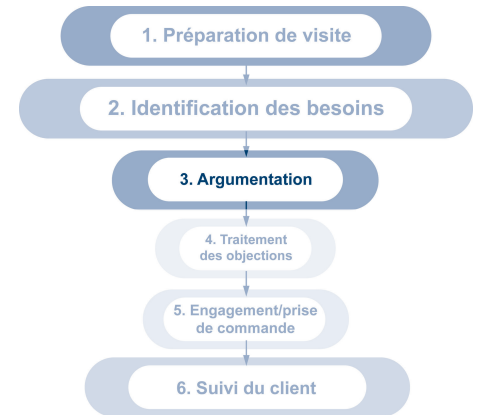 1. Préparation de visite
2. Identification des besoins
3. Argumentation
4. Traitement
des objections
5. Engagement/prise
de commande
6. Suivi du client